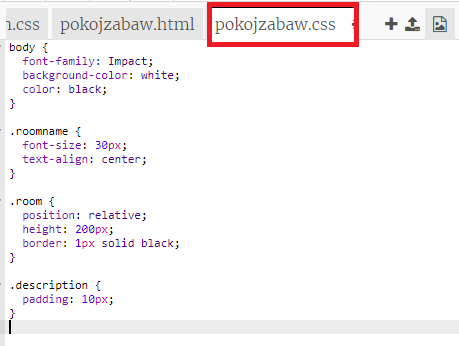 n.css pokojzabaw.html pokojzabaw.css
body {
  font-family: Impact;
  background-color: white;
  color: black;
}

.roomname {
  font-size: 30px;
  text-align: center;
}

.room {
  position: relative;
  height: 200px;
  border: 1px solid black;
}

.description {
  padding: 10px;
}